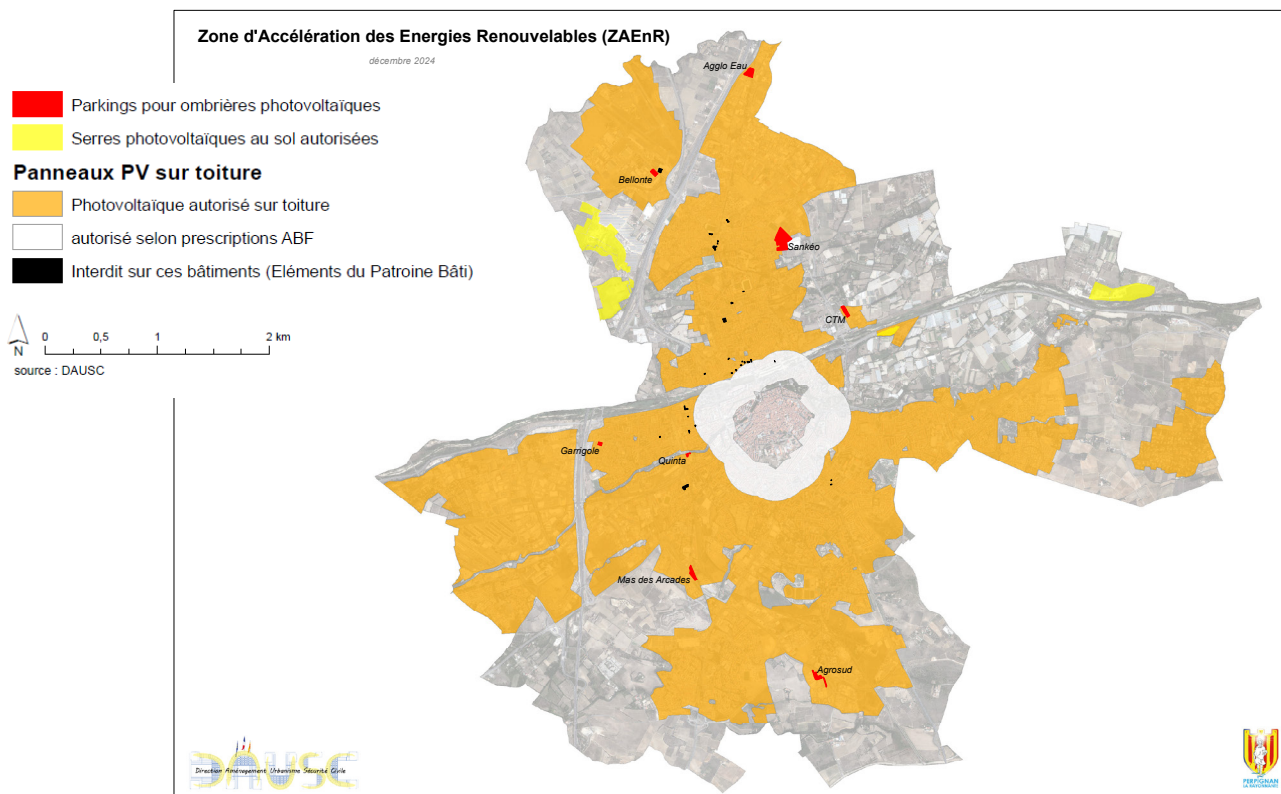 Zone d'Accélération des Energies Renouvelables (ZAEnR)
décembre 2024
Parkings pour ombrières photovoltaïques
Serres photovoltaïques au sol autorisées
Panneaux PV sur toiture
Photovoltaïque autorisé sur toiture
autorisé selon prescriptions ABF
Interdit sur ces bâtiments (Eléments du Patroine Bâti)
N
0 0,5 1 2 km
source : DAUSC
Agglo Eau
Bellonte
Sankéo
CTM
Garrigole
Quinta
Mas des Arcades
Agrosud
DAUSC
Direction Aménagement Urbanisme Sécurité Civile
PERPIGNAN
LA RAYONNANTE